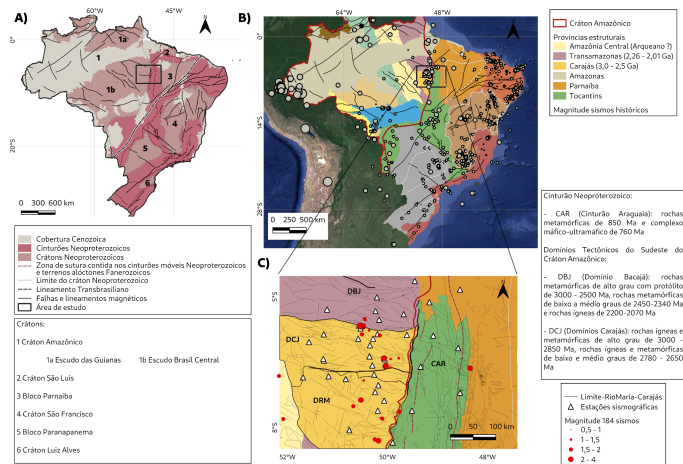 A)
64°W
45°W
0°
20°S
1a
1
2
3
1b
4
5
6
0 300 600 km
Cobertura Cenozoica
Cinturões Neoproterozoicos
Crátons Neoproterozoicos
Zona de sutura contida nos cinturões móveis Neoproterozoicos
e terrenos alóctones Fanerozoicos
Limite do cráton Neoproterozoico
Lineamento Transbrasiliano
Falhas e lineamentos magnéticos
Área de estudo
Crátons:
1 Cráton Amazônico
1a Escudo das Guianas
1b Escudo Brasil Central
2 Cráton São Luis
3 Bloco Parnaíba
4 Cráton São Francisco
5 Bloco Paranapanema
6 Cráton Luiz Alves
B)
64°W
48°W
0°
14°S
28°S
0 250 500 km
Cráton Amazônico
Províncias estruturais
Amazônia Central (Arqueano ?)
Transamazonas (2,26 - 2,01 Ga)
Carajás (3,0 - 2,5 Ga)
Amazonas
Parnaíba
Tocantins
Magnitude sismos históricos
Cinturão Neoproterozoico:
- CAR (Cinturão Araguaia): rochas
metamórficas de 850 Ma e complexo
máfico-ultramáfico de 760 Ma
Domínios Tectônicos do Sudeste do
Cráton Amazônico:
- DBJ (Domínio Bacajá): rochas
metamórficas de alto grau com protólito
de 3000 - 2500 Ma, rochas metamórficas
de baixo a médio graus de 2450-2340 Ma
e rochas ígneas de 2200-2070 Ma
- DCJ (Domínios Carajás): rochas ígneas e
metamórficas de alto grau de 3000 -
2850 Ma, rochas ígneas e metamórficas
de baixo e médio graus de 2780 - 2650
Ma
C)
5°S
8°S
DBJ
DCJ
CAR
DRM
0 50 100 km
52°W
50°W
48°W
Limite-RioMaria-Carajás
Estações sismográficas
Magnitude 184 sismos
0,5 - 1
1 - 1,5
1,5 - 2
2 - 4